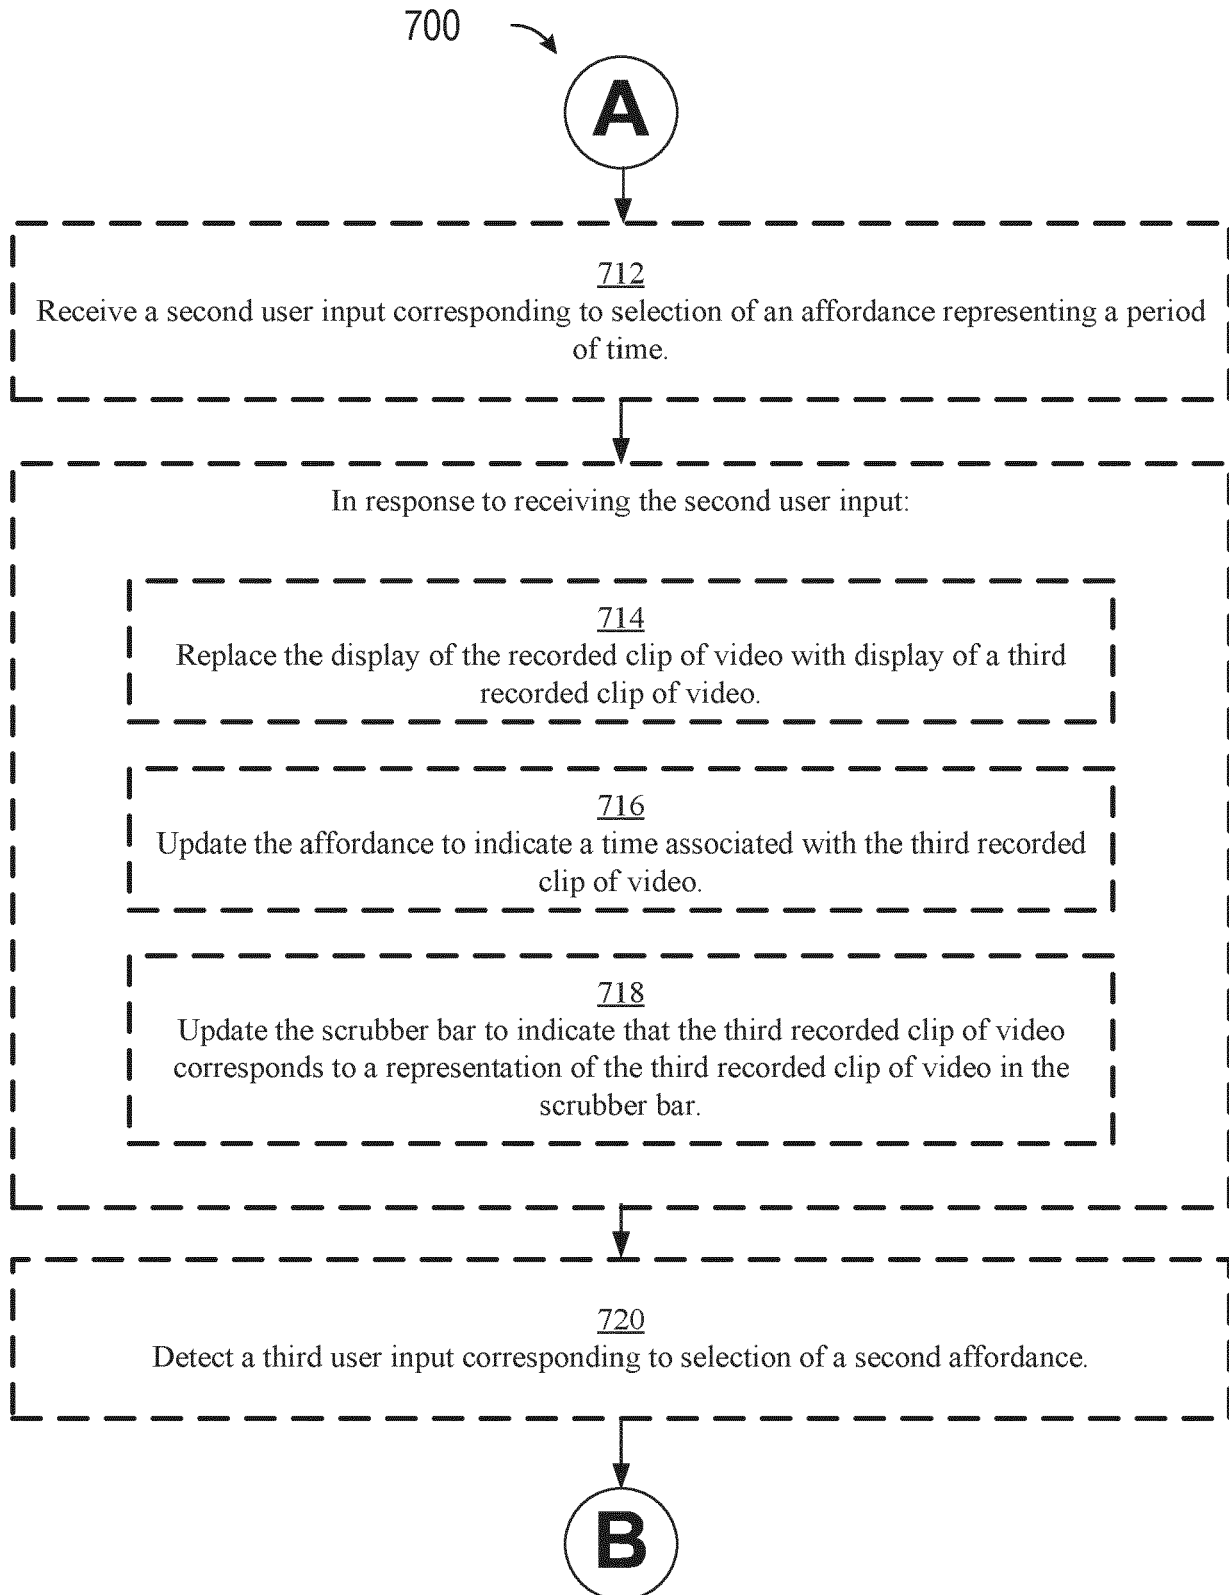 700
A
712
Receive a second user input corresponding to selection of an affordance representing a period
of time.
In response to receiving the second user input:
714
Replace the display of the recorded clip of video with display of a third
recorded clip of video.
716
Update the affordance to indicate a time associated with the third recorded
clip of video.
718
Update the scrubber bar to indicate that the third recorded clip of video
corresponds to a representation of the third recorded clip of video in the
scrubber bar.
720
Detect a third user input corresponding to selection of a second affordance.
B